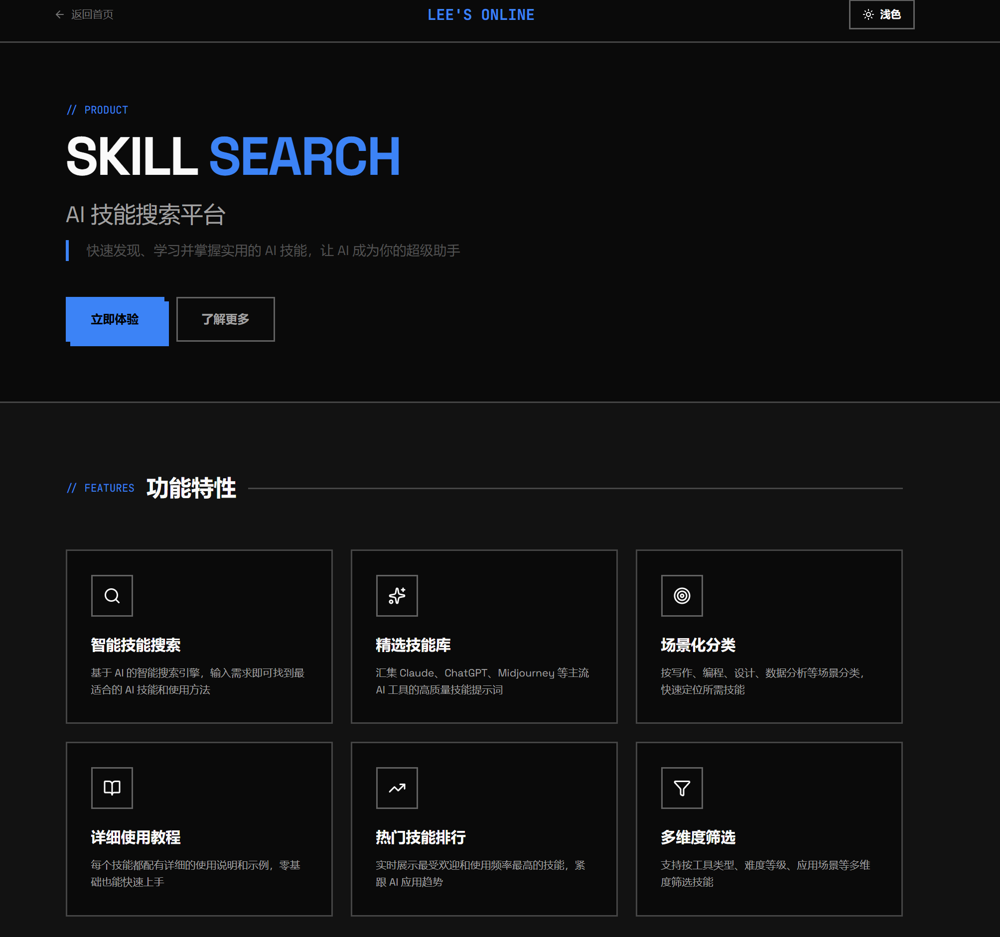 返回首页
LEE'S ONLINE
浅色
// PRODUCT
SKILL SEARCH
AI 技能搜索平台
快速发现、学习并掌握实用的 AI 技能，让 AI 成为你的超级助手
立即体验
了解更多
// FEATURES 功能特性
智能技能搜索
基于 AI 的智能搜索引擎，输入需求即可找到最
适合的 AI 技能和使用方法
精选技能库
汇集 Claude、ChatGPT、Midjourney 等主流
AI 工具的高质量技能提示词
场景化分类
按写作、编程、设计、数据分析等场景分类，
快速定位所需技能
详细使用教程
每个技能都配有详细的使用说明和示例，零基
础也能快速上手
热门技能排行
实时展示最受欢迎和使用频率最高的技能，紧
跟 AI 应用趋势
多维度筛选
支持按工具类型、难度等级、应用场景等多维
度筛选技能